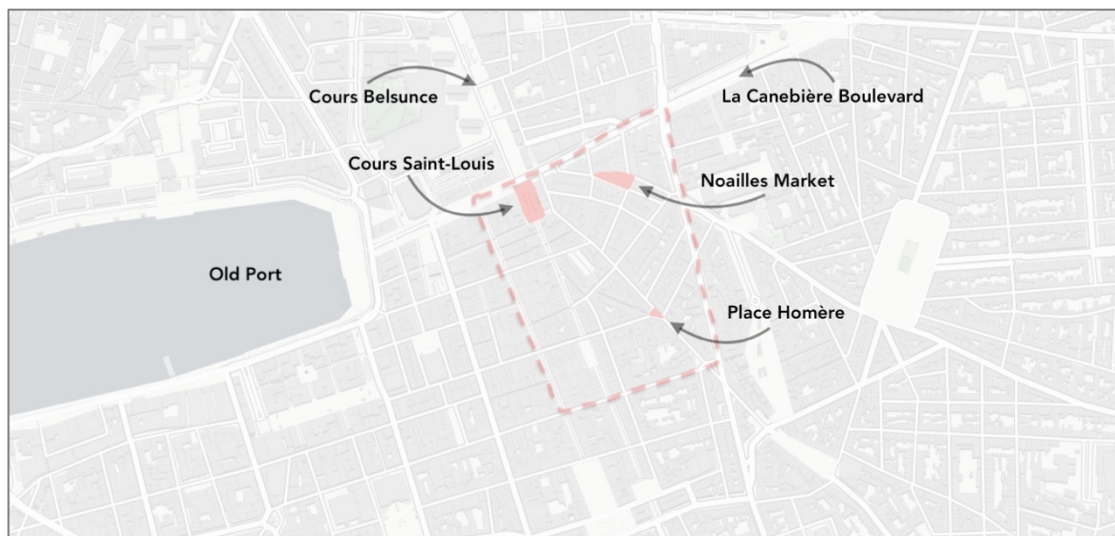 Cours Belsunce
La Canebière Boulevard
Cours Saint-Louis
Noailles Market
Old Port
Place Homère